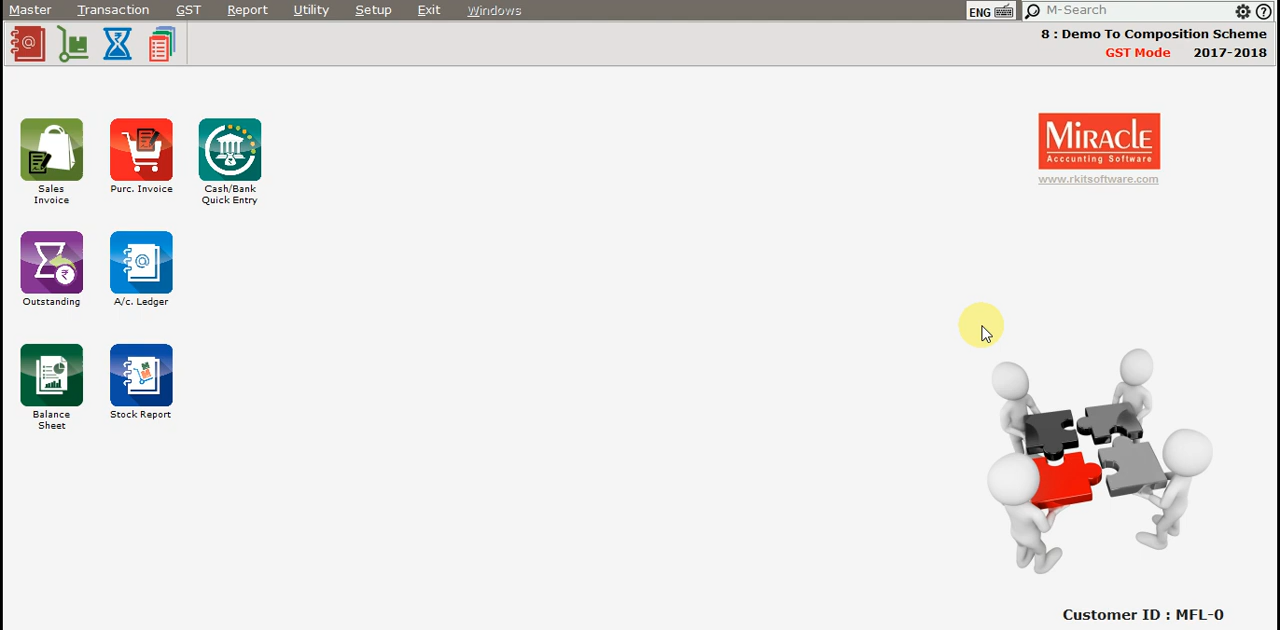 Master Transaction GST Report Utility Setup Exit Windows ENG M-Search
8 : Demo To Composition Scheme
GST Mode 2017-2018
Sales
Invoice
Purc. Invoice
Cash/Bank
Quick Entry
MIRACLE
Accounting Software
www.rkitsoftware.com
Outstanding
A/c. Ledger
Balance
Sheet
Stock Report
Customer ID : MFL-0